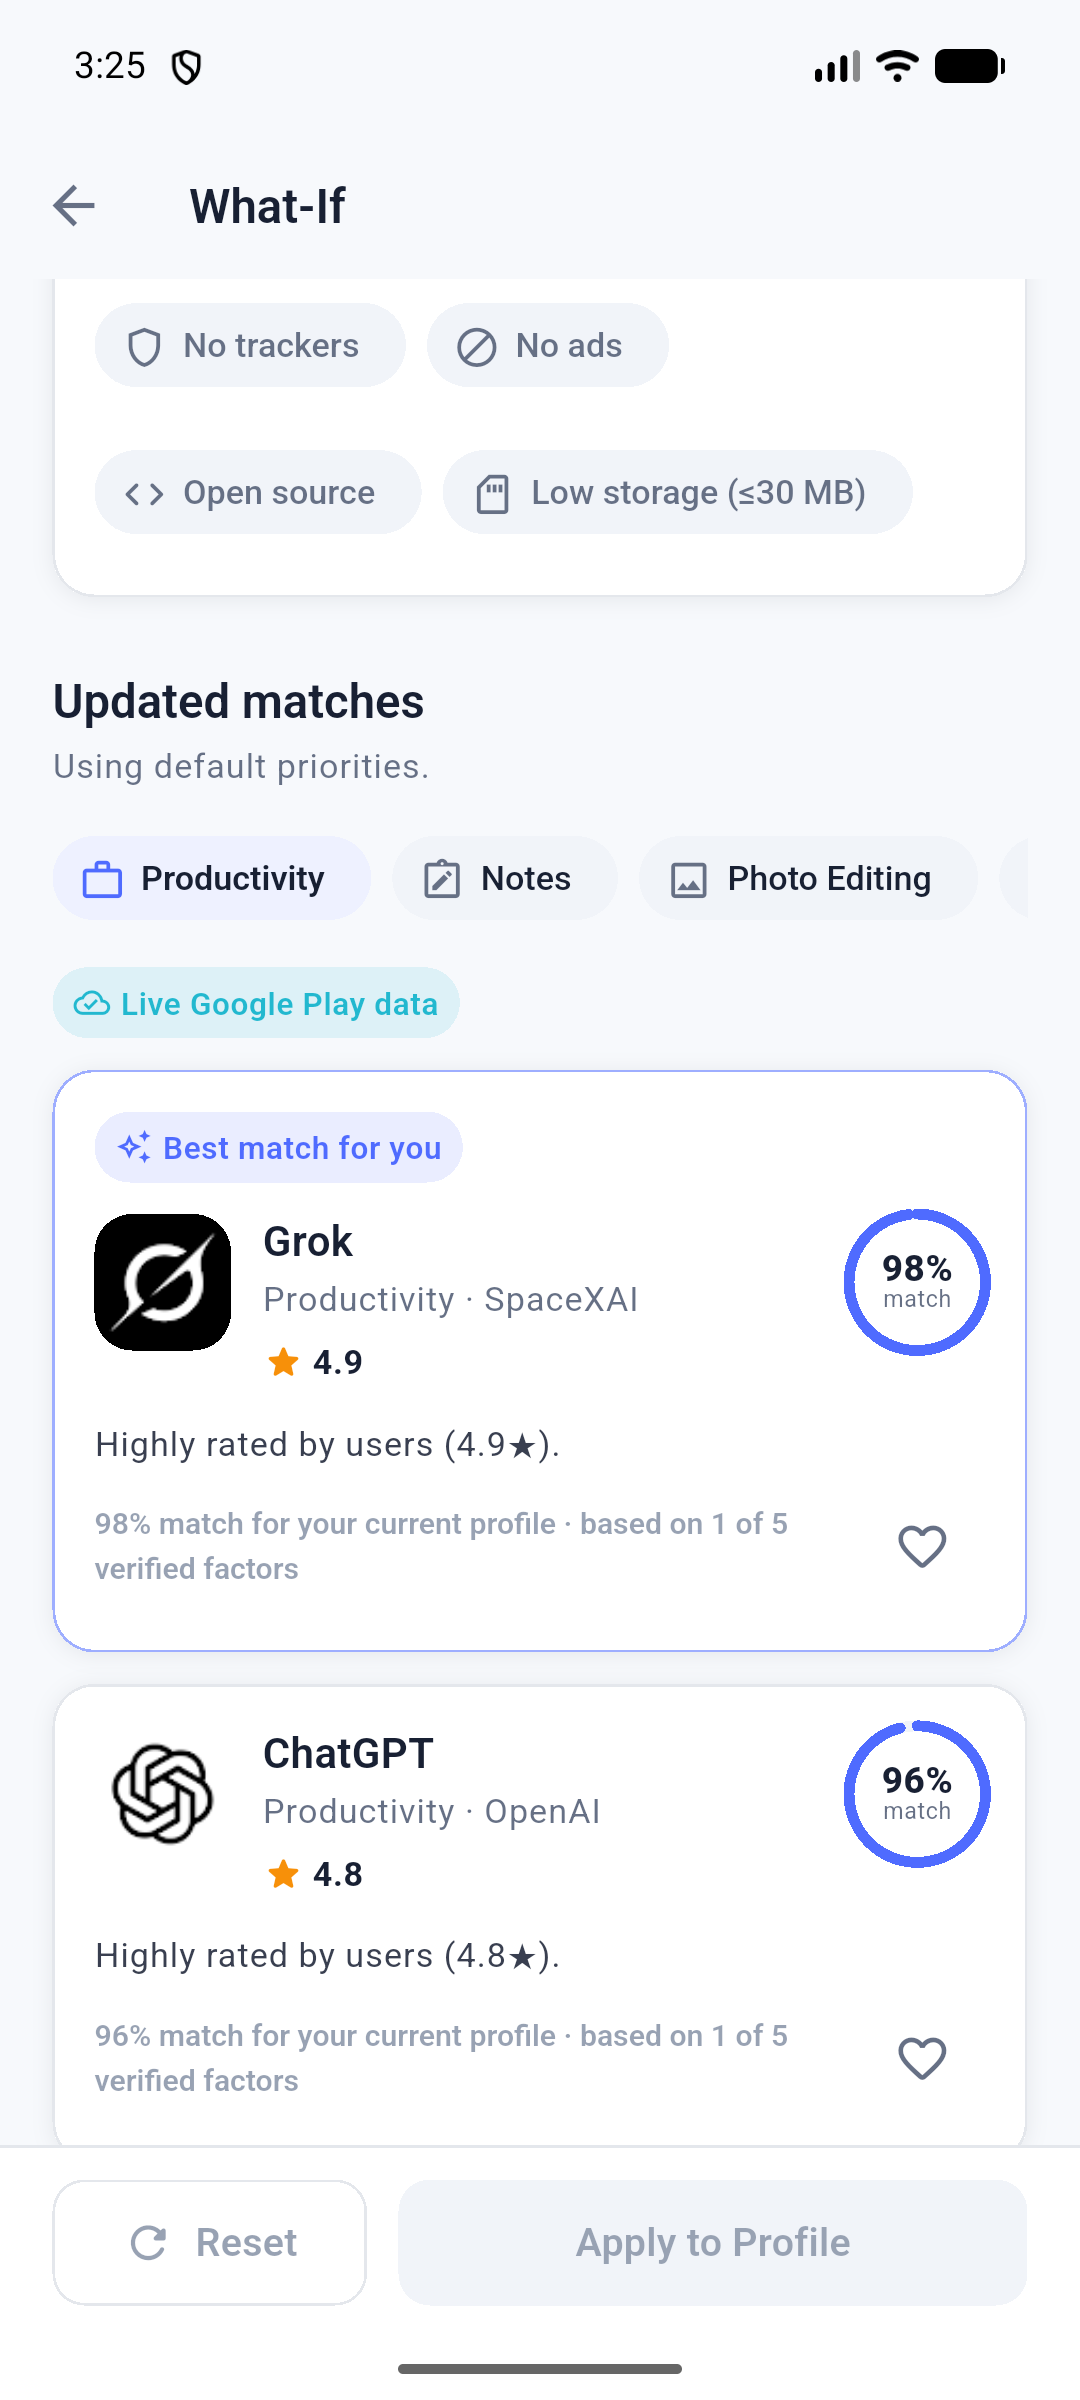 3:25
What-If
No trackers
No ads
Open source
Low storage (≤30 MB)
Updated matches
Using default priorities.
Productivity
Notes
Photo Editing
Live Google Play data
Best match for you
Grok
Productivity · SpaceXAI
4.9
98%
match
Highly rated by users (4.9★).
98% match for your current profile · based on 1 of 5
verified factors
ChatGPT
Productivity · OpenAI
4.8
96%
match
Highly rated by users (4.8★).
96% match for your current profile · based on 1 of 5
verified factors
Reset
Apply to Profile